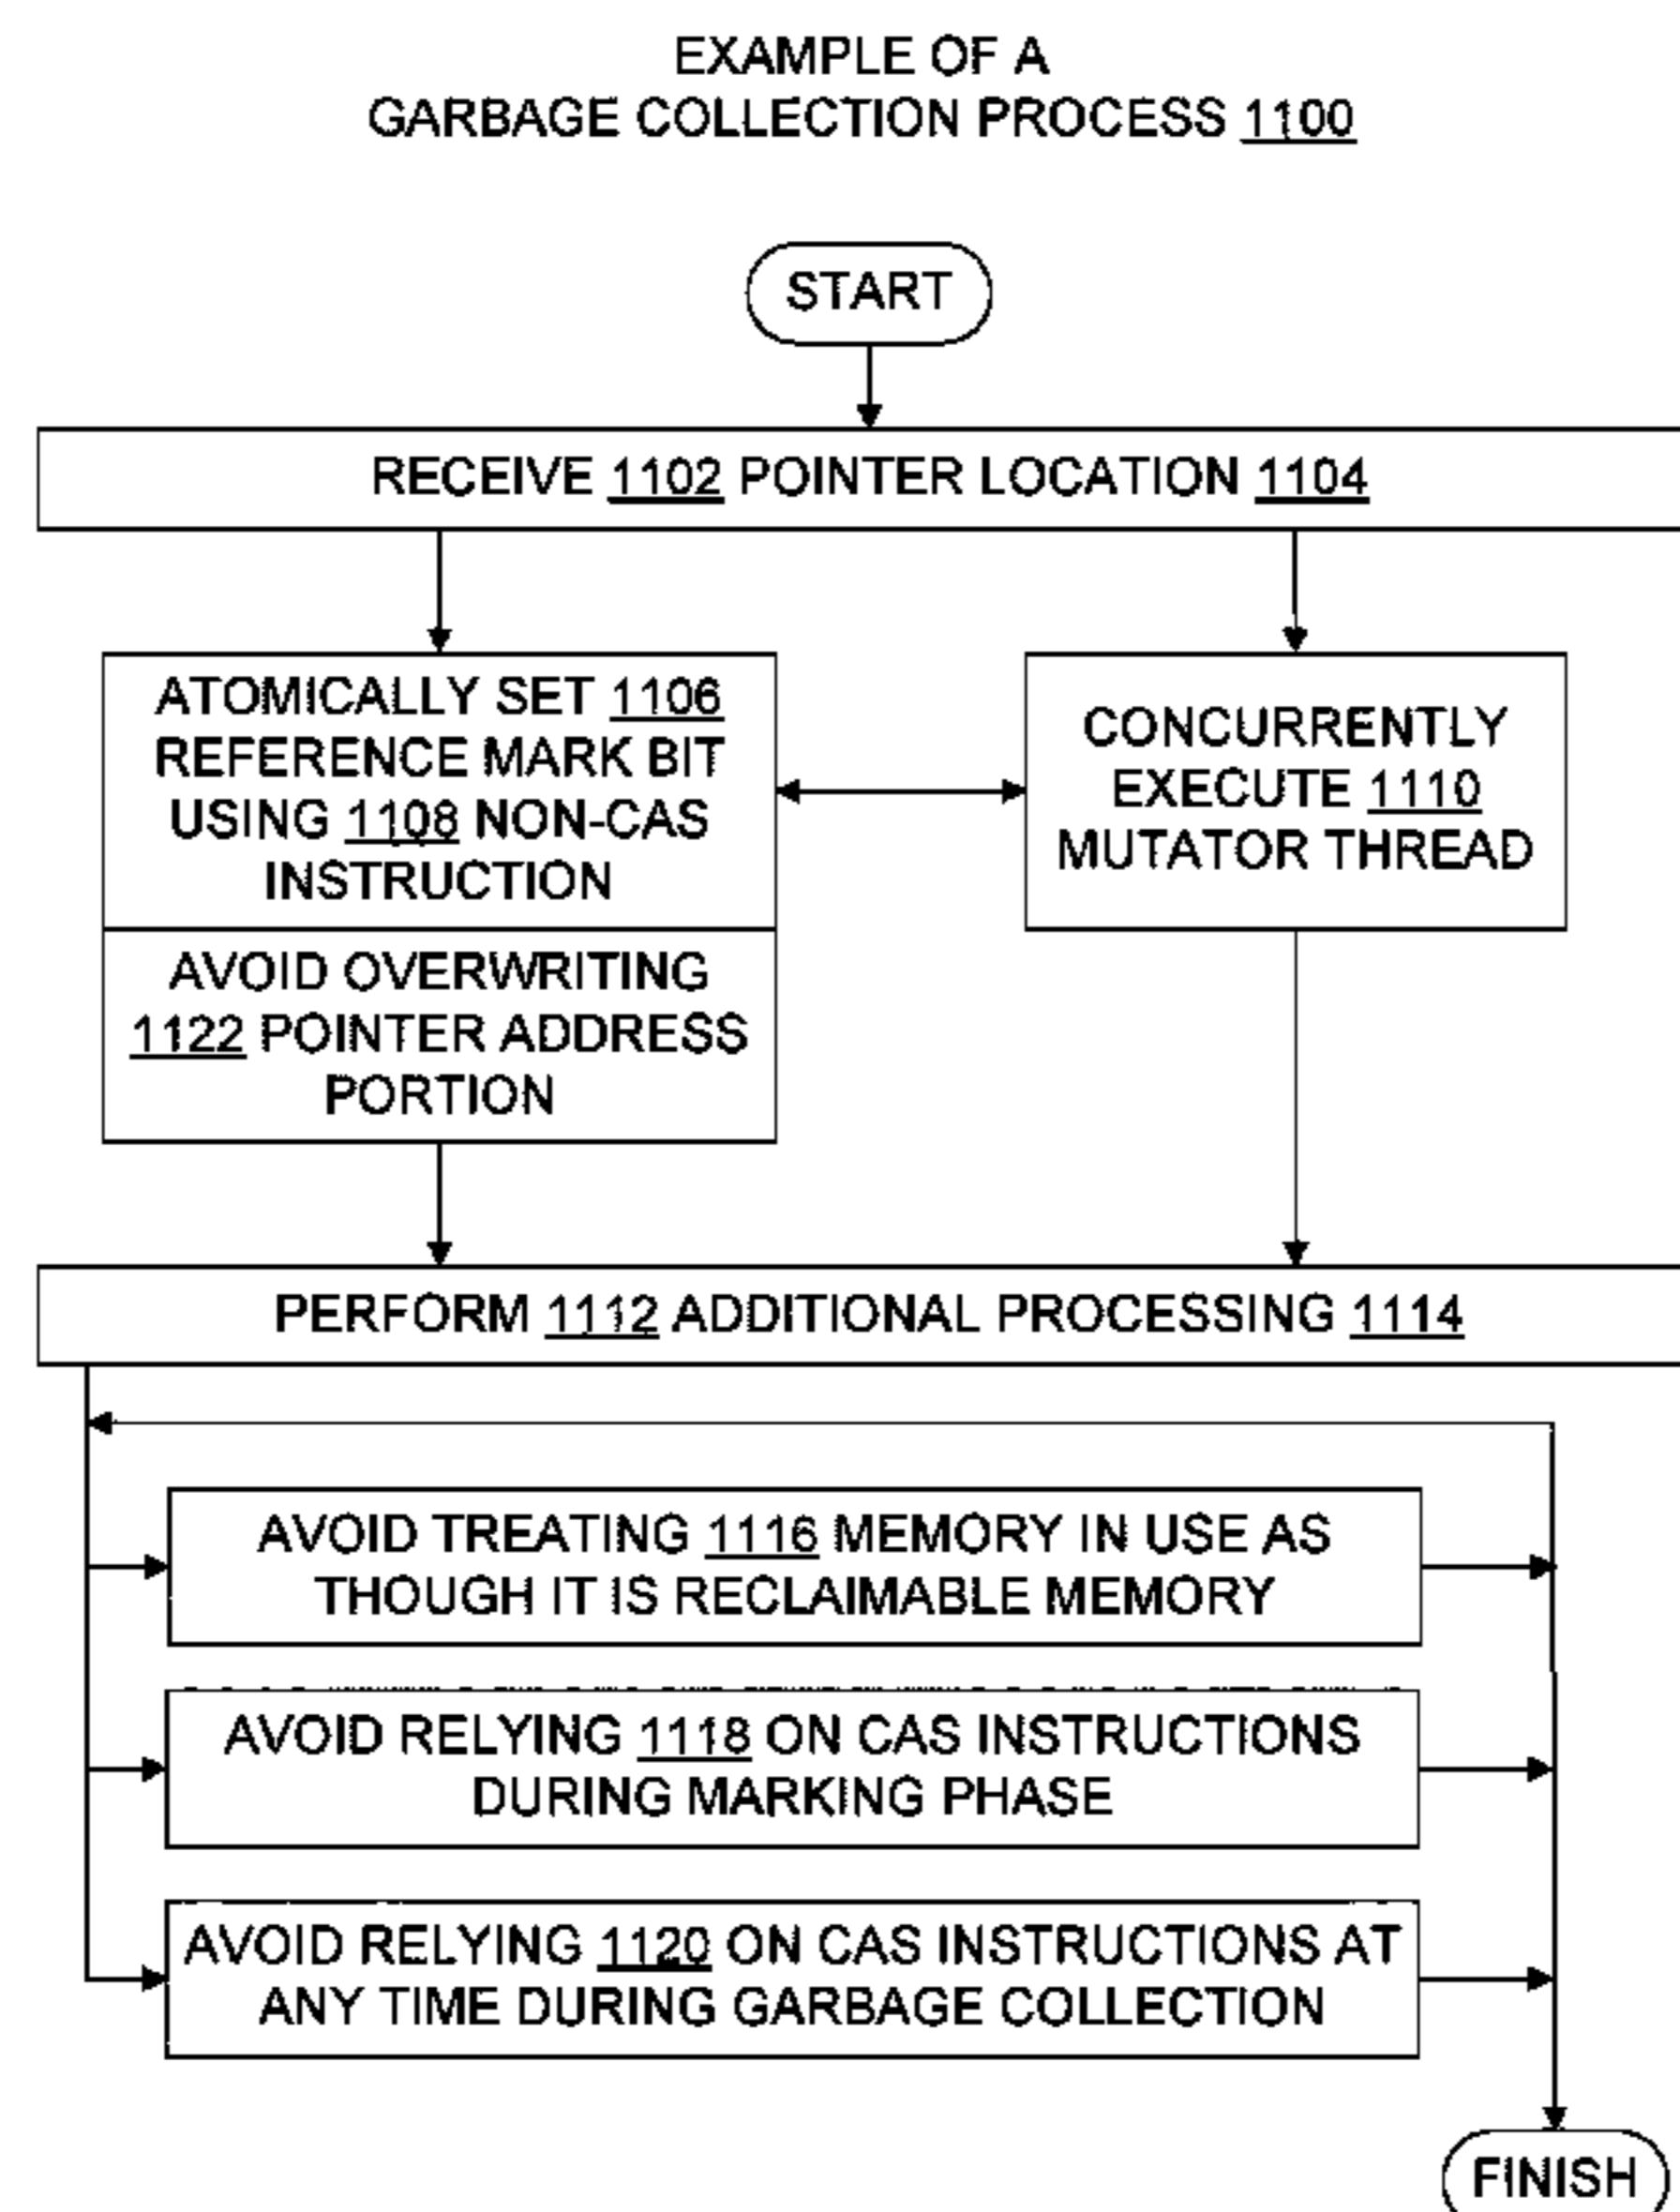 EXAMPLE OF A
GARBAGE COLLECTION PROCESS 1100
START
RECEIVE 1102 POINTER LOCATION 1104
ATOMICALLY SET 1106
REFERENCE MARK BIT
USING 1108 NON-CAS
INSTRUCTION
CONCURRENTLY
EXECUTE 1110
MUTATOR THREAD
AVOID OVERWRITING
1122 POINTER ADDRESS
PORTION
PERFORM 1112 ADDITIONAL PROCESSING 1114
AVOID TREATING 1116 MEMORY IN USE AS
THOUGH IT IS RECLAIMABLE MEMORY
AVOID RELYING 1118 ON CAS INSTRUCTIONS
DURING MARKING PHASE
AVOID RELYING 1120 ON CAS INSTRUCTIONS AT
ANY TIME DURING GARBAGE COLLECTION
FINISH